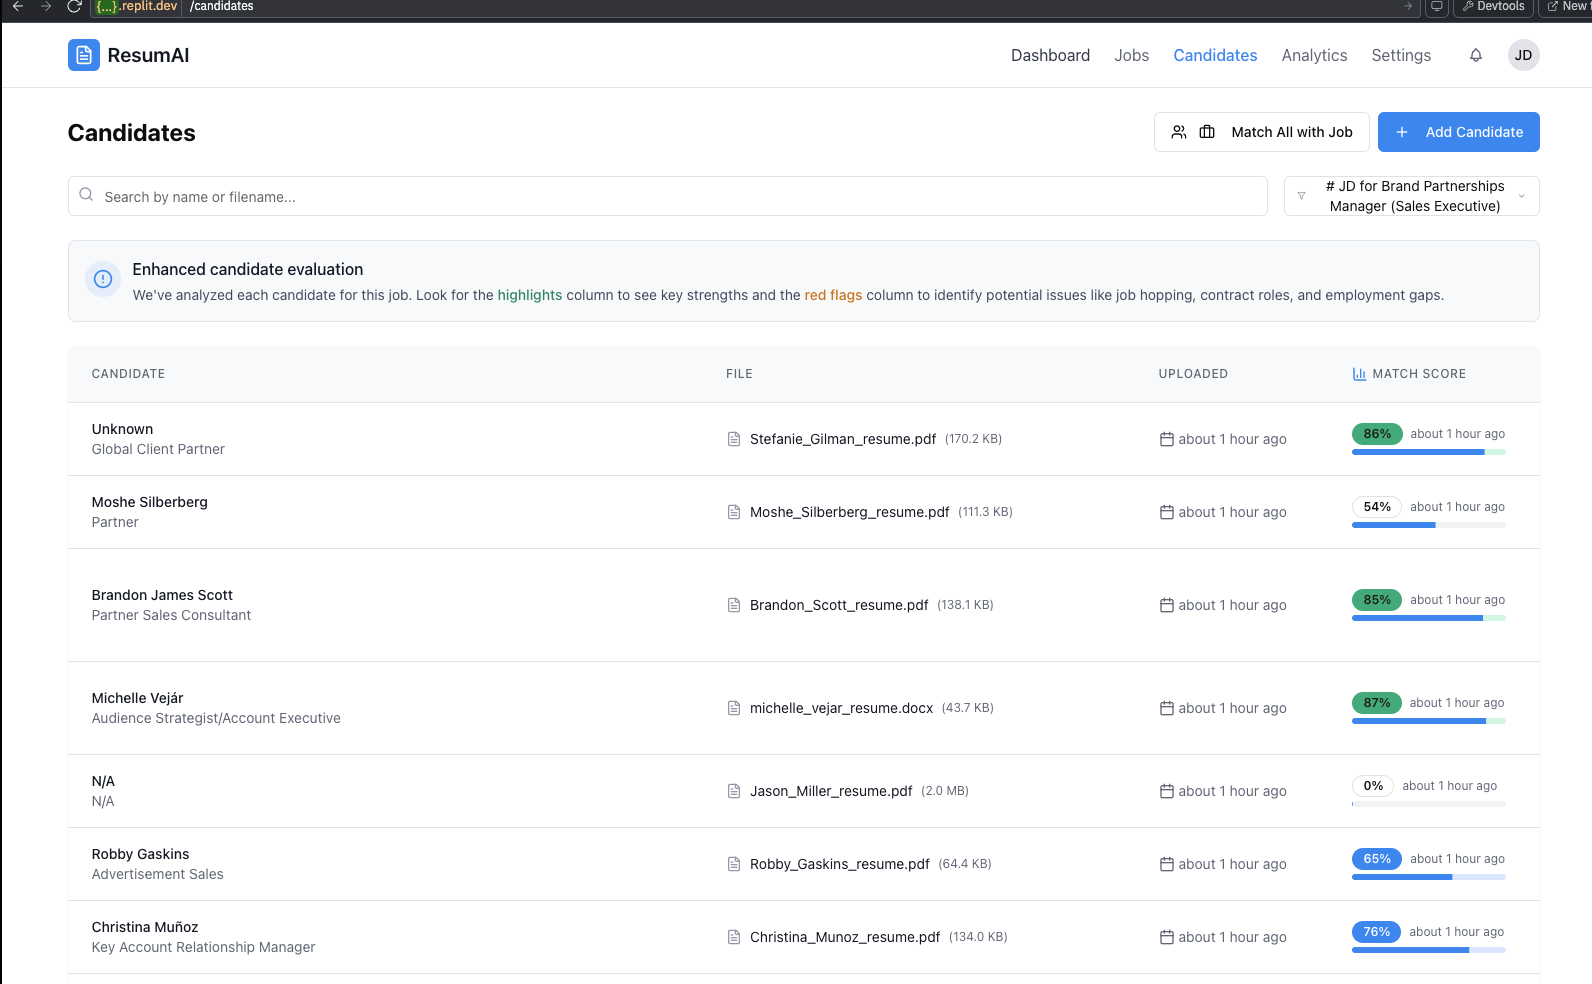 {...}.replit.dev /candidates
Devtools
New
ResumAI
Dashboard Jobs Candidates Analytics Settings JD
Candidates
Match All with Job
+ Add Candidate
Search by name or filename...
# JD for Brand Partnerships
Manager (Sales Executive)
Enhanced candidate evaluation
We've analyzed each candidate for this job. Look for the highlights column to see key strengths and the red flags column to identify potential issues like job hopping, contract roles, and employment gaps.
CANDIDATE FILE UPLOADED MATCH SCORE
Unknown
Global Client Partner
Stefanie_Gilman_resume.pdf (170.2 KB)
about 1 hour ago
86% about 1 hour ago
Moshe Silberberg
Partner
Moshe_Silberberg_resume.pdf (111.3 KB)
about 1 hour ago
54% about 1 hour ago
Brandon James Scott
Partner Sales Consultant
Brandon_Scott_resume.pdf (138.1 KB)
about 1 hour ago
85% about 1 hour ago
Michelle Vejár
Audience Strategist/Account Executive
michelle_vejar_resume.docx (43.7 KB)
about 1 hour ago
87% about 1 hour ago
N/A
N/A
Jason_Miller_resume.pdf (2.0 MB)
about 1 hour ago
0% about 1 hour ago
Robby Gaskins
Advertisement Sales
Robby_Gaskins_resume.pdf (64.4 KB)
about 1 hour ago
65% about 1 hour ago
Christina Muñoz
Key Account Relationship Manager
Christina_Munoz_resume.pdf (134.0 KB)
about 1 hour ago
76% about 1 hour ago